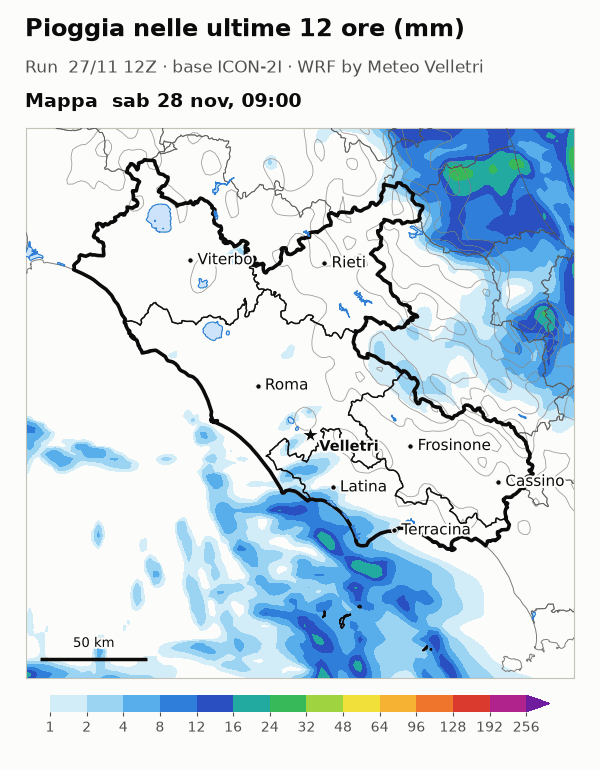 Pioggia nelle ultime 12 ore (mm)
Run  27/11 12Z · base ICON-2I · WRF by Meteo Velletri
Mappa  sab 28 nov, 09:00
Viterbo
Rieti
Roma
Velletri
Frosinone
Latina
Cassino
Terracina
50 km
1 2 4 8 12 16 24 32 48 64 96 128 192 256